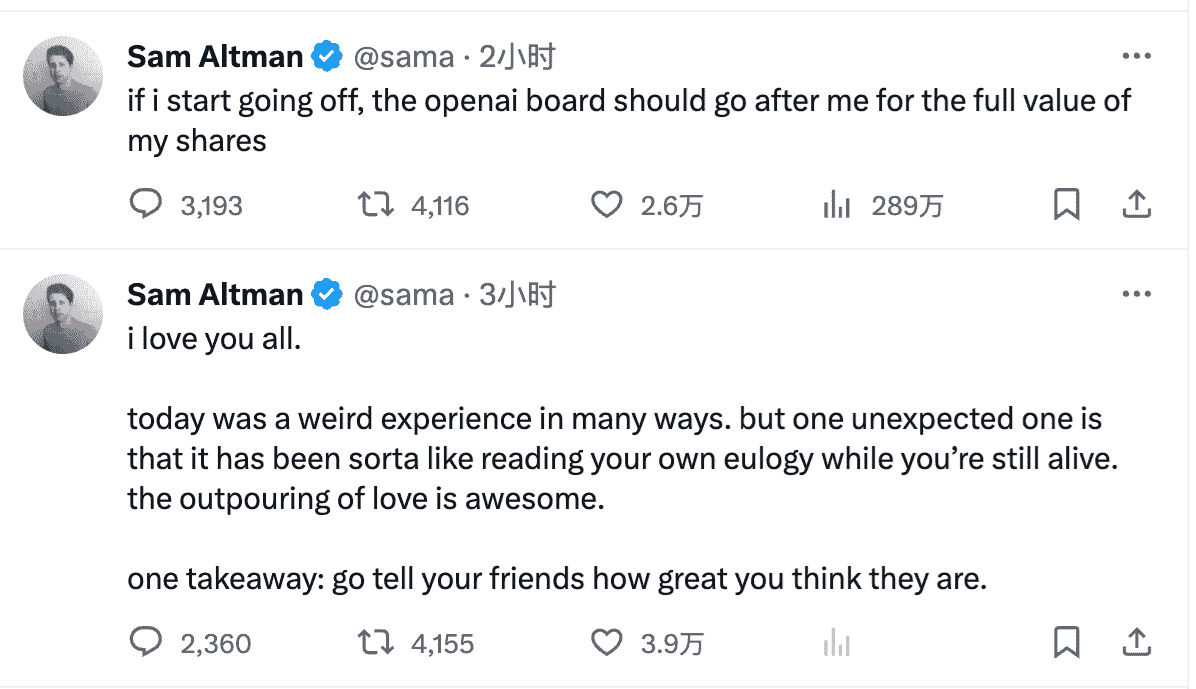 Sam Altman @sama · 2小时
if i start going off, the openai board should go after me for the full value of
my shares
3,193 4,116 2.6万 289万
Sam Altman @sama · 3小时
i love you all.
today was a weird experience in many ways. but one unexpected one is
that it has been sorta like reading your own eulogy while you’re still alive.
the outpouring of love is awesome.
one takeaway: go tell your friends how great you think they are.
2,360 4,155 3.9万